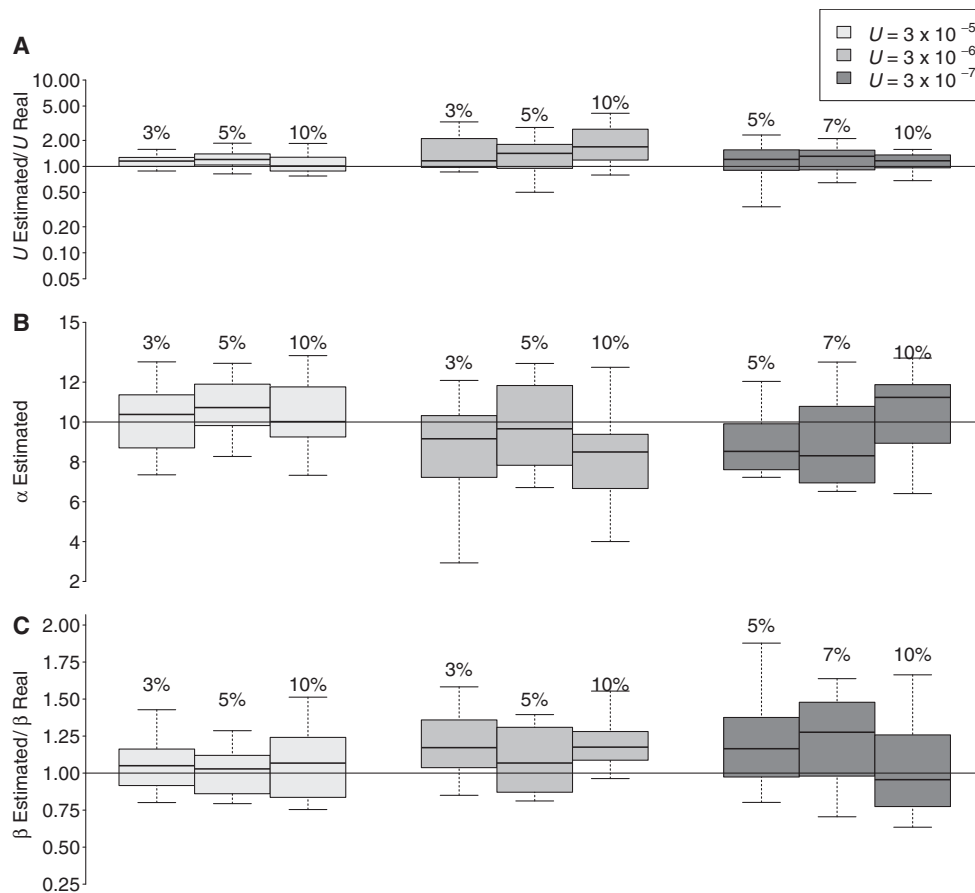 U = 3 x 10 ⁻⁵
U = 3 x 10 ⁻⁶
U = 3 x 10 ⁻⁷
A
U Estimated/ U Real
10.00
5.00
2.00
1.00
0.50
0.20
0.10
0.05
3% 5% 10%
3% 5% 10%
5% 7% 10%
B
α Estimated
15
12
10
8
6
4
2
3% 5% 10%
3% 5% 10%
5% 7% 10%
C
β Estimated/ β Real
2.00
1.75
1.50
1.25
1.00
0.75
0.50
0.25
3% 5% 10%
3% 5% 10%
5% 7% 10%